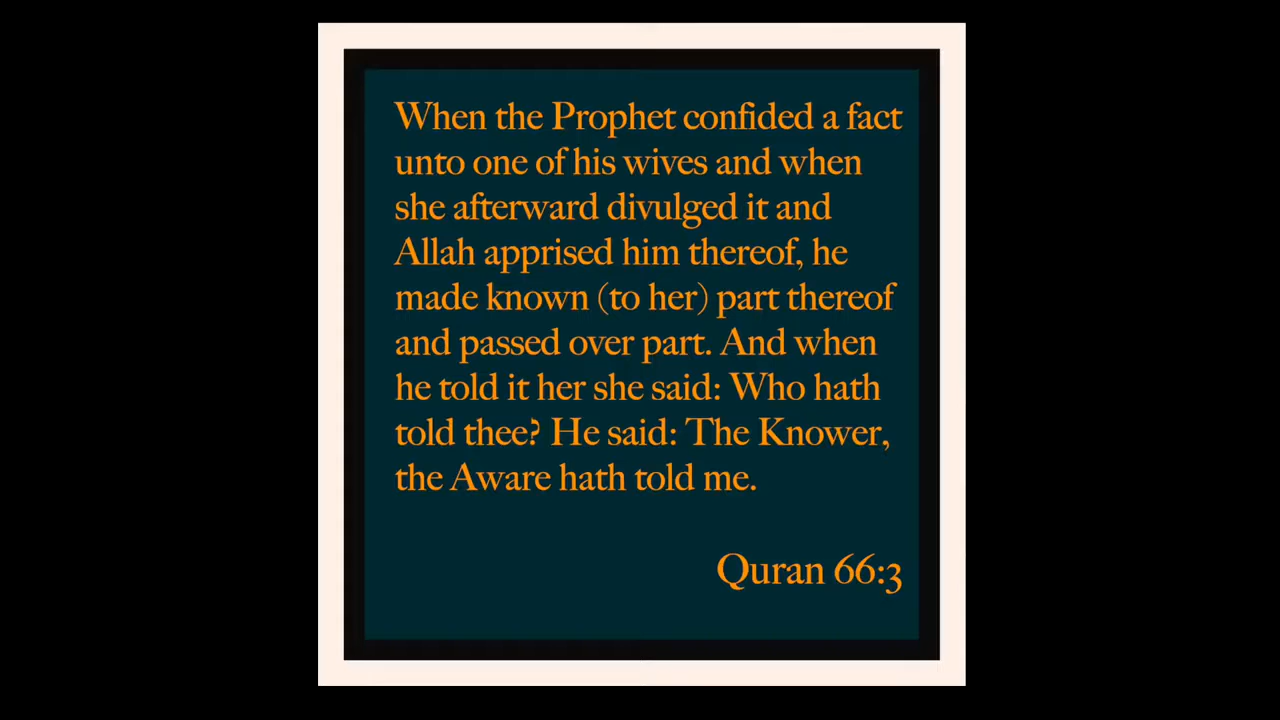 When the Prophet confided a fact
unto one of his wives and when
she afterward divulged it and
Allah apprised him thereof, he
made known (to her) part thereof
and passed over part. And when
he told it her she said: Who hath
told thee? He said: The Knower,
the Aware hath told me.
Quran 66:3